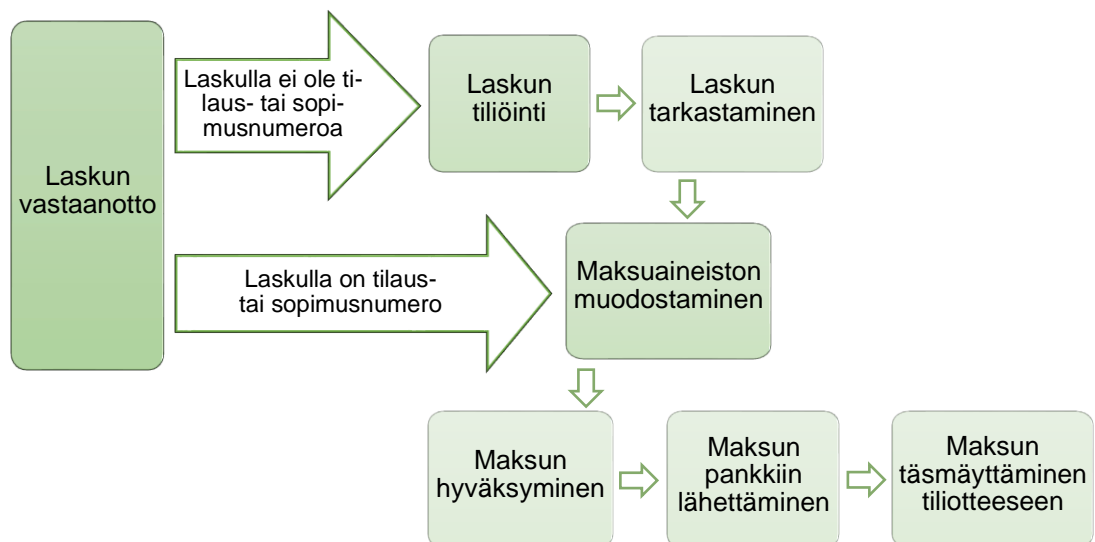 Laskun
vastaanotto
Laskulla ei ole ti-
laus- tai sopi-
musnumeroa
Laskun
tiliöinti
Laskun
tarkastaminen
Laskulla on tilaus-
tai sopimusnumero
Maksuaineiston
muodostaminen
Maksun
hyväksyminen
Maksun
pankkiin
lähettäminen
Maksun
täsmäyttäminen
tiliotteeseen